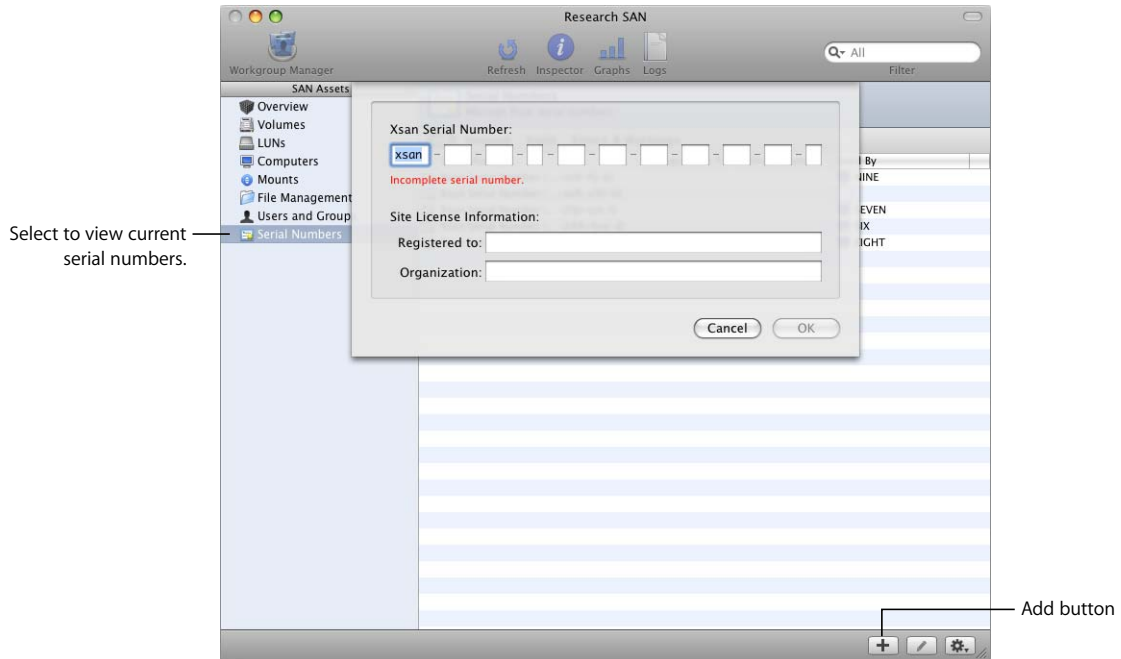 Research SAN
Workgroup Manager
Refresh Inspector Graphs Logs
All
Filter
SAN Assets
Overview
Volumes
LUNs
Computers
Mounts
File Management
Users and Group
Serial Numbers
Select to view current
serial numbers.
Xsan Serial Number:
xsan - - - - - - - - - -
Incomplete serial number.
Site License Information:
Registered to:
Organization:
Cancel OK
By
NINE
EVEN
IX
IGHT
Add button